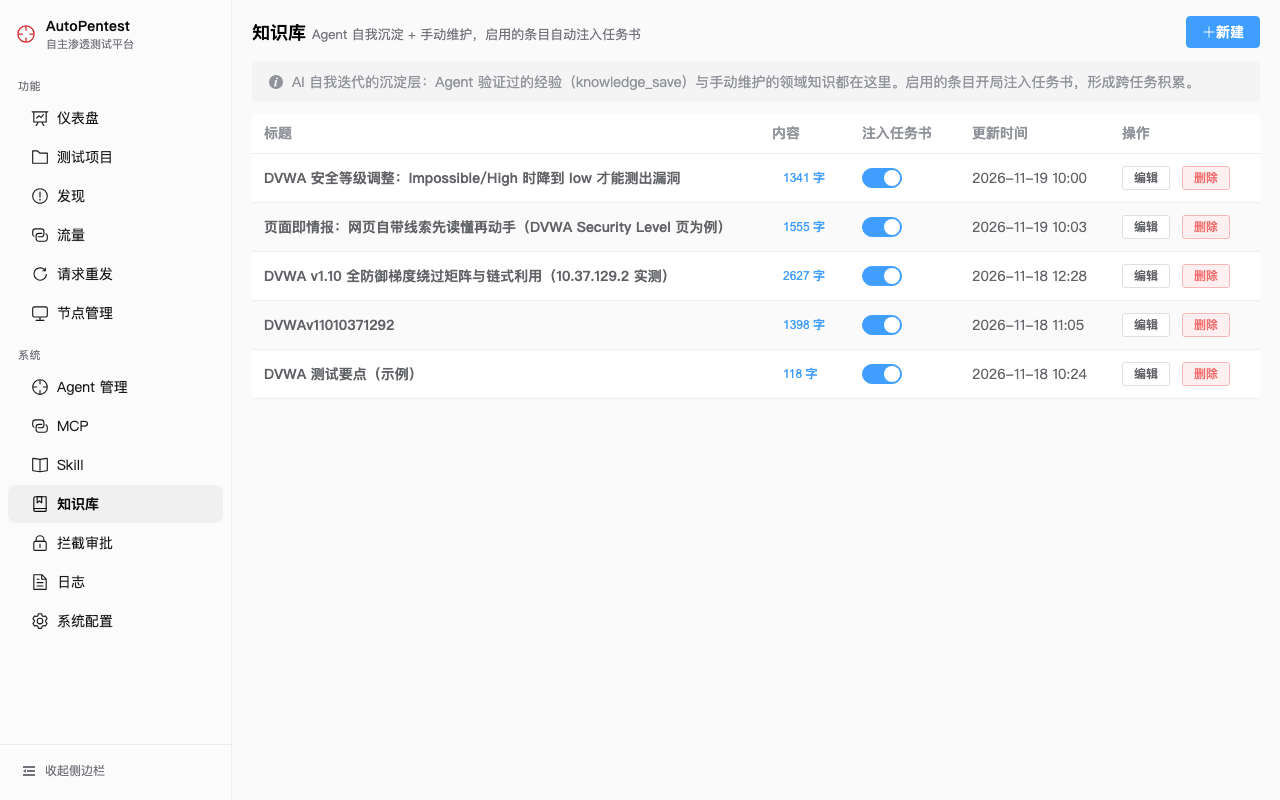 AutoPentest
自主渗透测试平台
功能
仪表盘
测试项目
发现
流量
请求重发
节点管理
系统
Agent 管理
MCP
Skill
知识库
拦截审批
日志
系统配置
收起侧边栏
知识库 Agent 自我沉淀 + 手动维护，启用的条目自动注入任务书
新建
AI 自我迭代的沉淀层：Agent 验证过的经验（knowledge_save）与手动维护的领域知识都在这里。启用的条目开局注入任务书，形成跨任务积累。
标题 内容 注入任务书 更新时间 操作
DVWA 安全等级调整：Impossible/High 时降到 low 才能测出漏洞 1341 字 2026-11-19 10:00 编辑 删除
页面即情报：网页自带线索先读懂再动手（DVWA Security Level 页为例） 1555 字 2026-11-19 10:03 编辑 删除
DVWA v1.10 全防御梯度绕过矩阵与链式利用（10.37.129.2 实测） 2627 字 2026-11-18 12:28 编辑 删除
DVWAv11010371292 1398 字 2026-11-18 11:05 编辑 删除
DVWA 测试要点（示例） 118 字 2026-11-18 10:24 编辑 删除